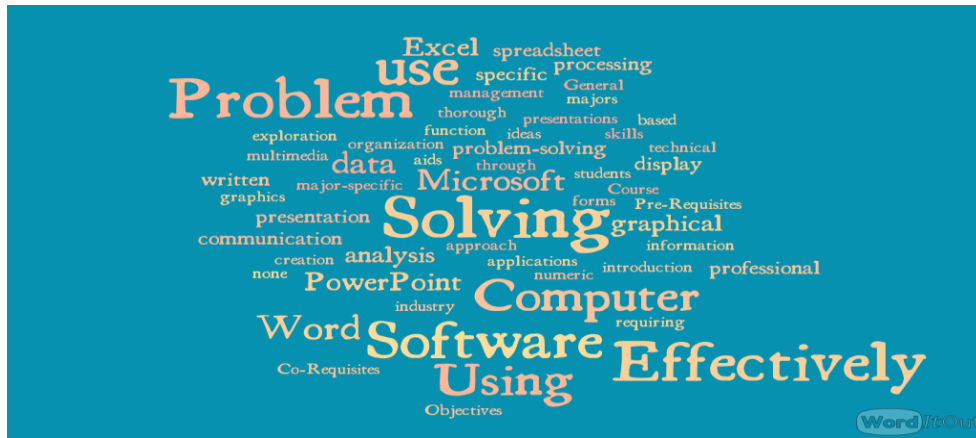 Excel spreadsheet
use specific processing
Problem management General
majors
thorough presentations based
exploration function ideas skills
organization problem-solving technical
multimedia data aids through display
written major-specific Microsoft students
graphics forms Course Pre-Requisites
presentation Solving graphical
communication analysis approach information
creation applications
none PowerPoint numeric introduction professional
industry Computer
Word Software requiring
Co-Requisites Using Effectively
Objectives
WordItOut